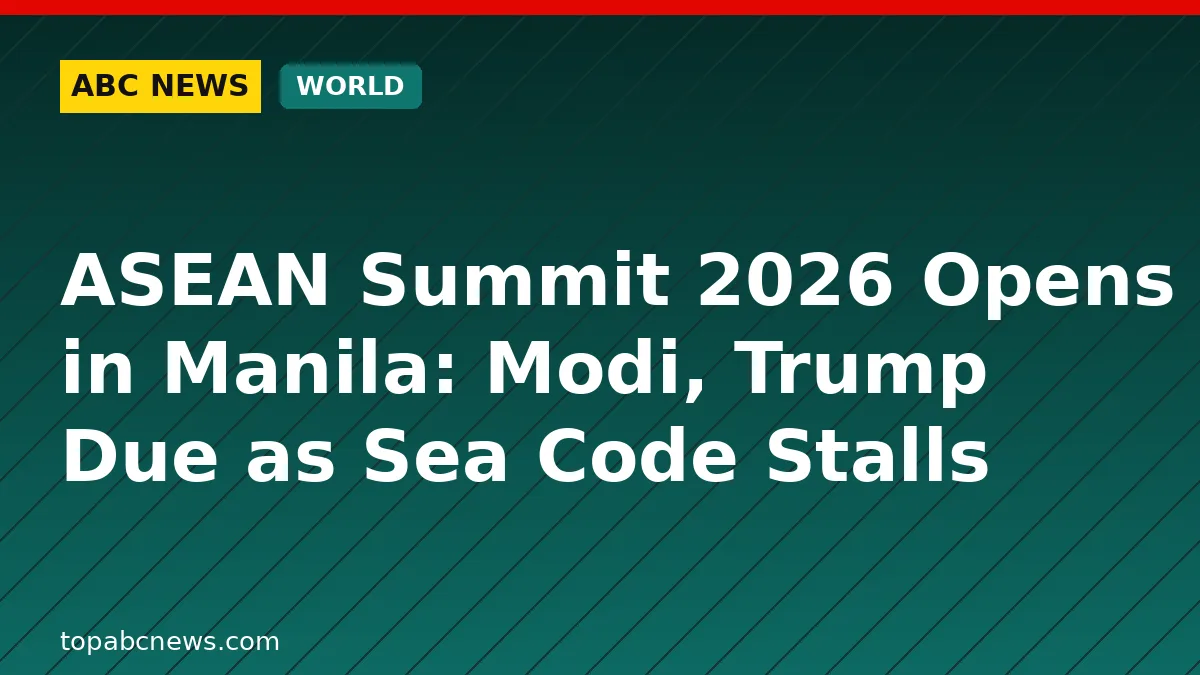 ABC NEWS
WORLD
ASEAN Summit 2026 Opens
in Manila: Modi, Trump
Due as Sea Code Stalls
topabcnews.com